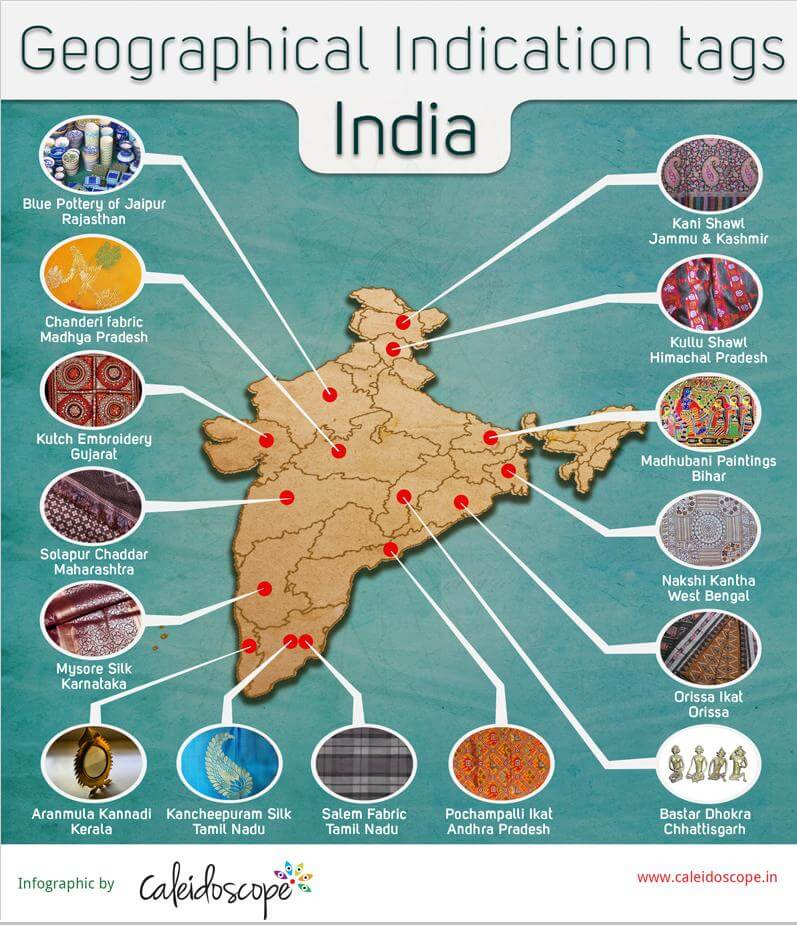 Geographical Indication tags
India
Blue Pottery of Jaipur
Rajasthan
Chanderi fabric
Madhya Pradesh
Kutch Embroidery
Gujarat
Solapur Chaddar
Maharashtra
Mysore Silk
Karnataka
Kani Shawl
Jammu & Kashmir
Kullu Shawl
Himachal Pradesh
Madhubani Paintings
Bihar
Nakshi Kantha
West Bengal
Orissa Ikat
Orissa
Aranmula Kannadi
Kerala
Kancheepuram Silk
Tamil Nadu
Salem Fabric
Tamil Nadu
Pochampalli Ikat
Andhra Pradesh
Bastar Dhokra
Chhattisgarh
Infographic by
Caleidoscope
www.caleidoscope.in